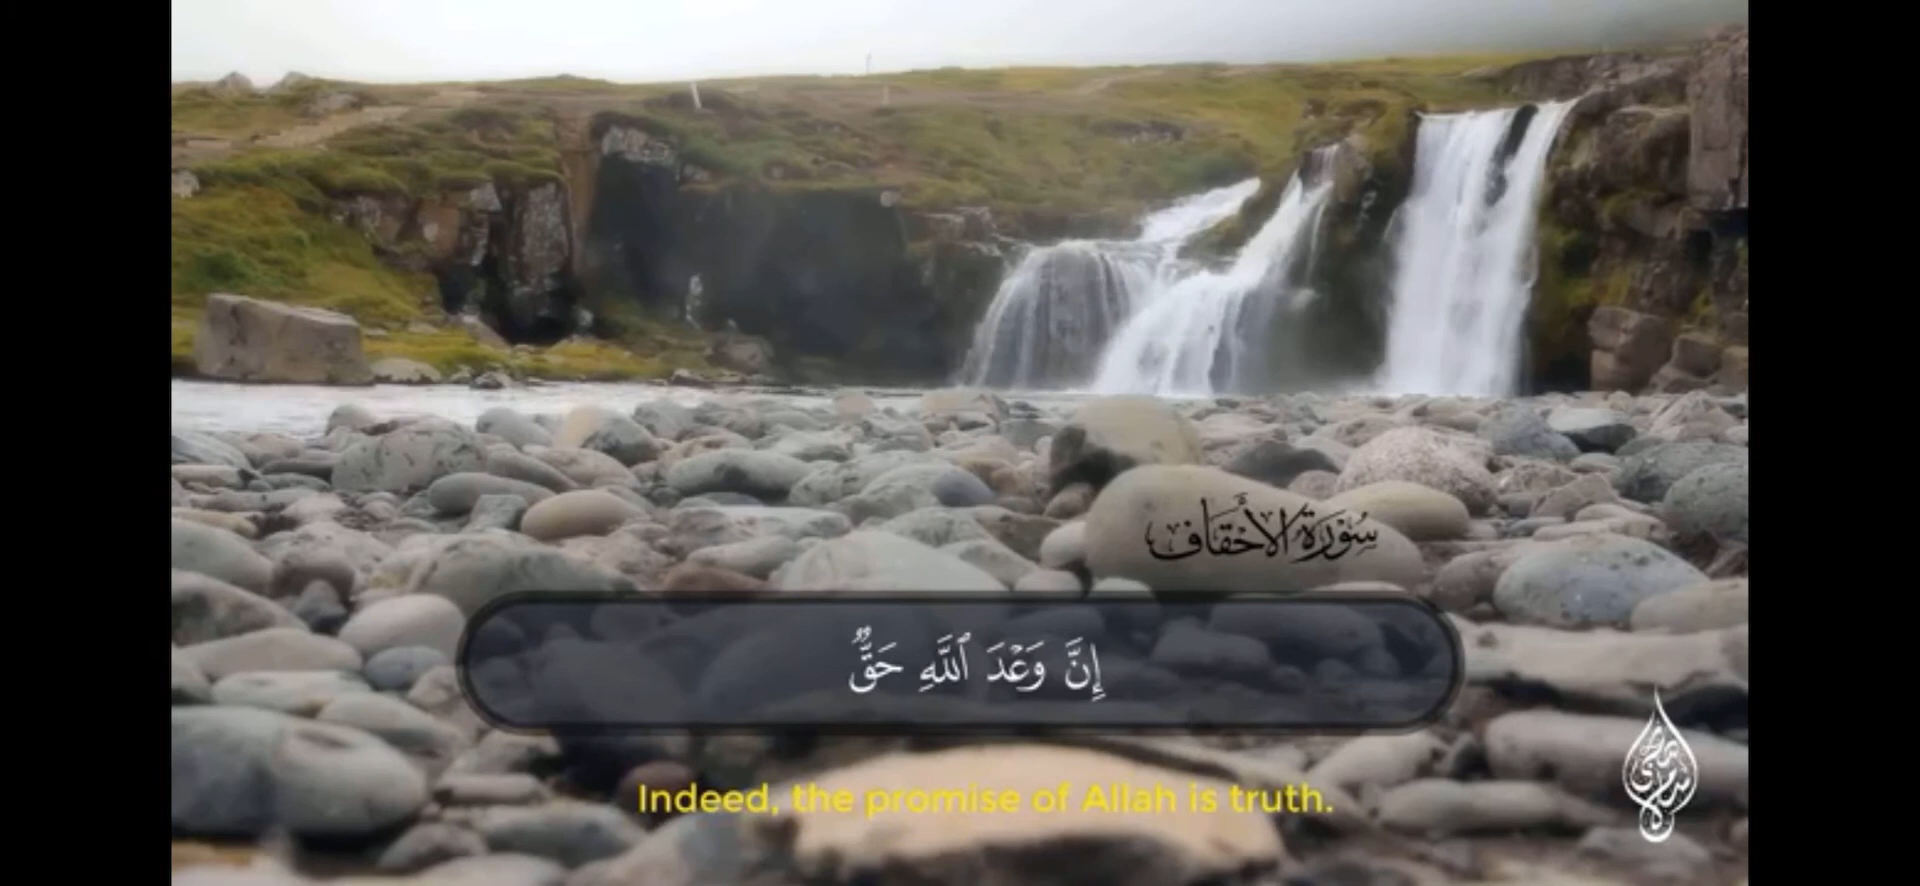 سُورَةُ الأَحْقَاف
إِنَّ وَعْدَ ٱللَّهِ حَقٌّ
Indeed, the promise of Allah is truth.